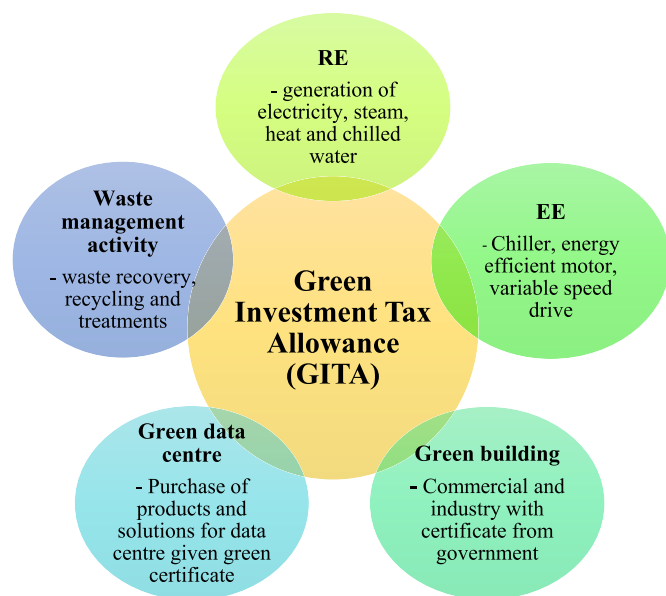 RE
- generation of
electricity, steam,
heat and chilled
water
EE
- Chiller, energy
efficient motor,
variable speed
drive
Green building
- Commercial and
industry with
certificate from
government
Green data
centre
- Purchase of
products and
solutions for data
centre given green
certificate
Waste
management
activity
- waste recovery,
recycling and
treatments
Green
Investment Tax
Allowance
(GITA)